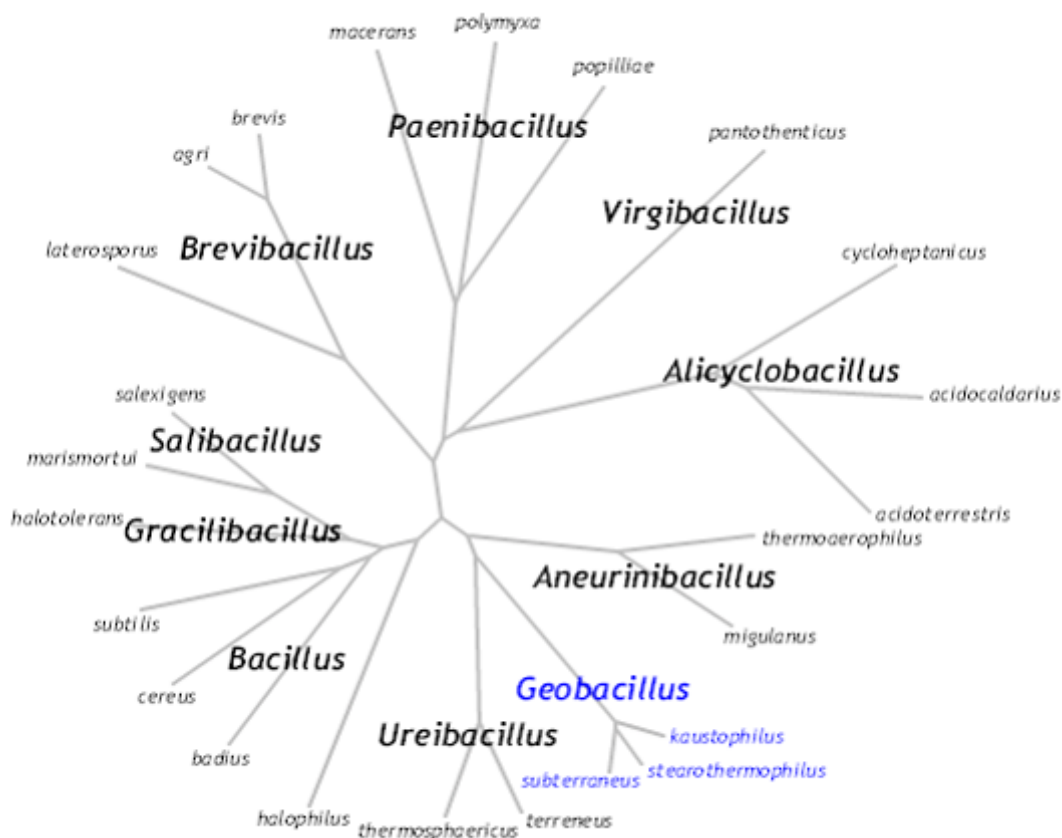 polymyxa
macerans
popilliae
Paenibacillus
brevis
pantothenticus
agri
Virgibacillus
Brevibacillus
laterosporus
cycloheptanicus
Alicyclobacillus
salexigens
acidocaldarius
Salibacillus
marismortui
halotolerans
Gracilibacillus
acidoterrestris
thermoaerophilus
Aneurinibacillus
subtilis
migulanus
Bacillus
cereus
Geobacillus
Ureibacillus
kaustophilus
badius
stearothermophilus
subterraneus
halophilus
thermosphaericus
terreneus